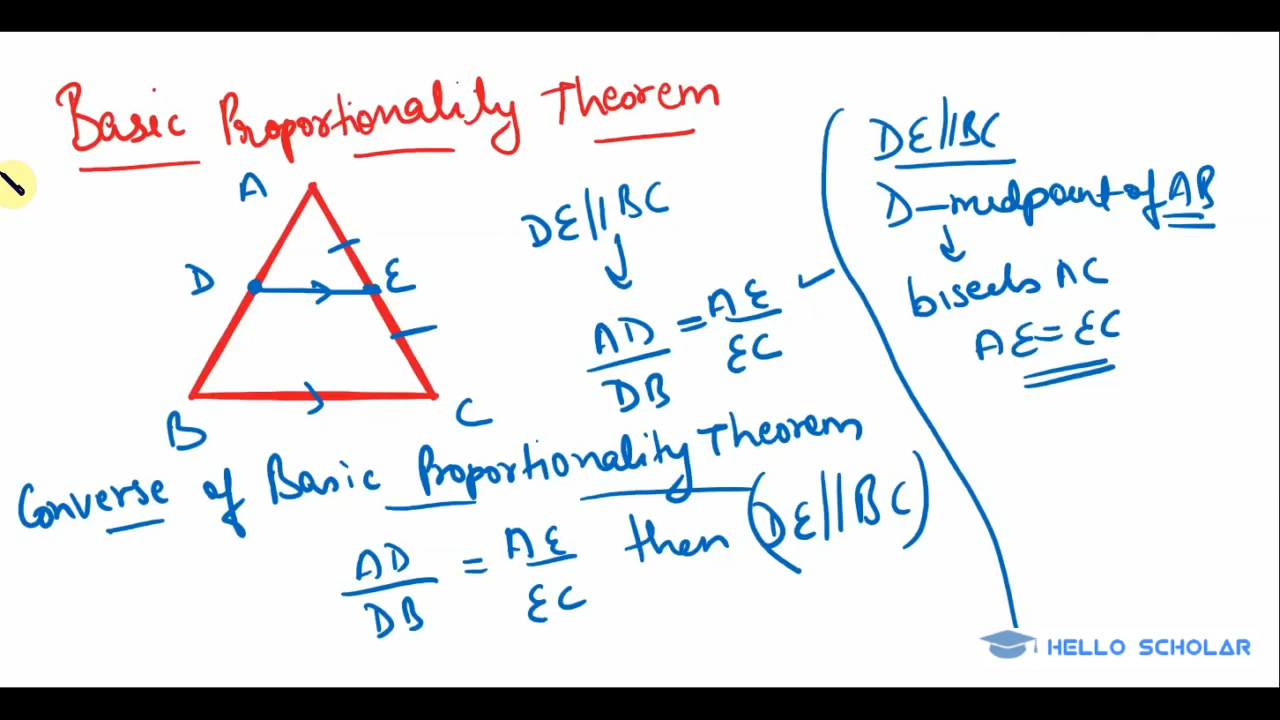 Basic Proportionality Theorem
A
D
E
B
C
DE//BC
AD/DB = AE/EC
Converse of Basic Proportionality Theorem
AD/DB = AE/EC then (DE//BC)
DE//BC
D-midpoint of AB
bisects AC
AE=EC
HELLO SCHOLAR